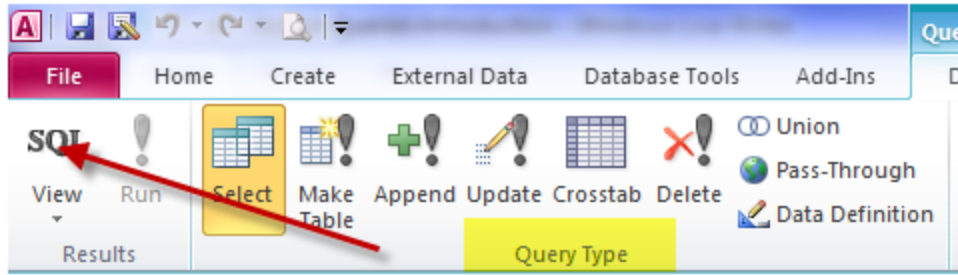 A
Que
File Home Create External Data Database Tools Add-Ins D
SQL
View Run Select Make Table Append Update Crosstab Delete
Union
Pass-Through
Data Definition
Results Query Type